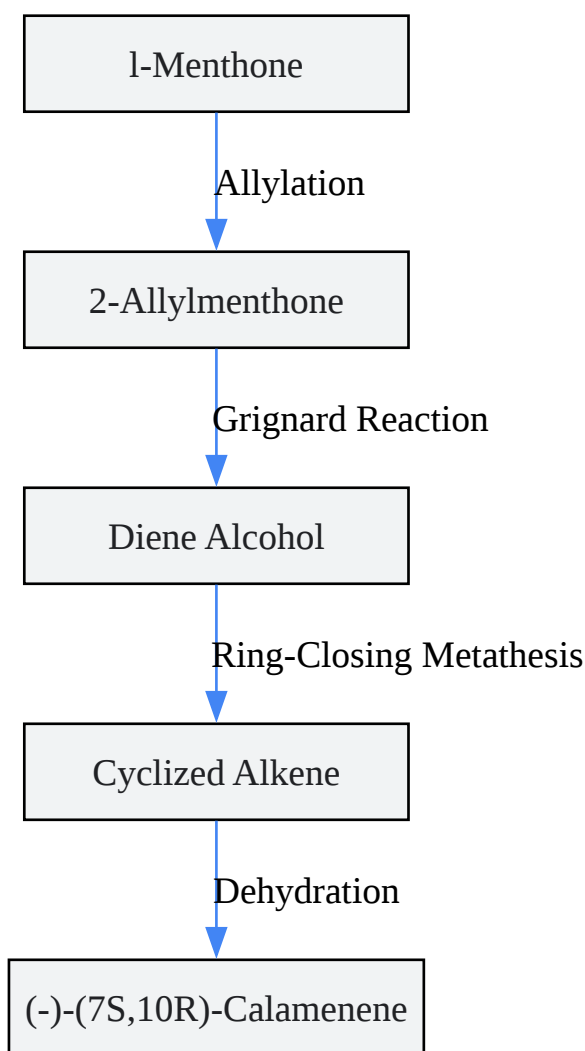 l-Menthone
Allylation
2-Allylmenthone
Grignard Reaction
Diene Alcohol
Ring-Closing Metathesis
Cyclized Alkene
Dehydration
(-)-(7S,10R)-Calamenene